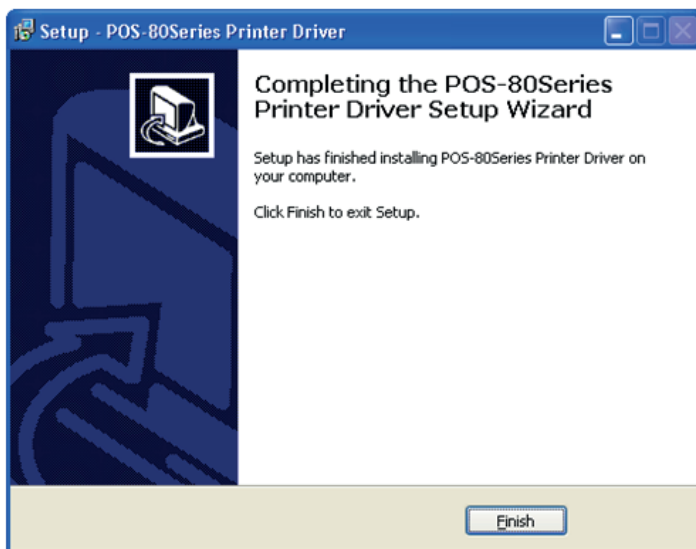 Setup - POS-80Series Printer Driver
Completing the POS-80Series
Printer Driver Setup Wizard
Setup has finished installing POS-80Series Printer Driver on
your computer.
Click Finish to exit Setup.
Finish